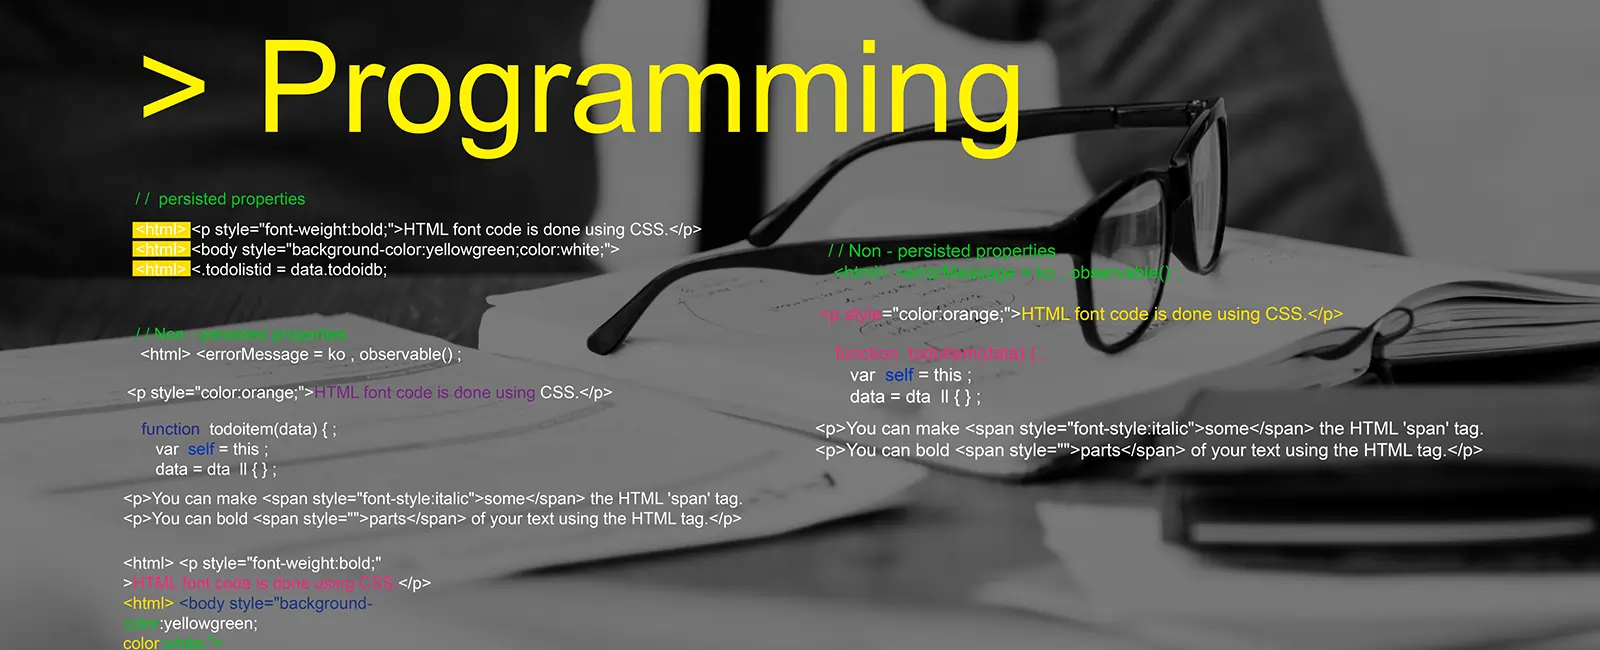 > Programming
// persisted properties
<html> <p style="font-weight:bold;">HTML font code is done using CSS.</p>
<html> <body style="background-color:yellowgreen;color:white;">
<html> <.todolistid = data.todoidb;
// Non - persisted properties
<html> <errorMessage = ko , observable() ;
<p style="color:orange;">HTML font code is done using CSS.</p>
function todoitem(data) { ;
var self = this ;
data = dta ll { } ;
<p>You can make <span style="font-style:italic">some</span> the HTML 'span' tag.
<p>You can bold <span style="">parts</span> of your text using the HTML tag.</p>
<html> <p style="font-weight:bold;"
>HTML font code is done using CSS.</p>
<html> <body style="background-
color:yellowgreen;
color:white;">
// Non - persisted properties
<html> <errorMessage = ko , observable() ;
<p style="color:orange;">HTML font code is done using CSS.</p>
function todoitem(data) { ;
var self = this ;
data = dta ll { } ;
<p>You can make <span style="font-style:italic">some</span> the HTML 'span' tag.
<p>You can bold <span style="">parts</span> of your text using the HTML tag.</p>